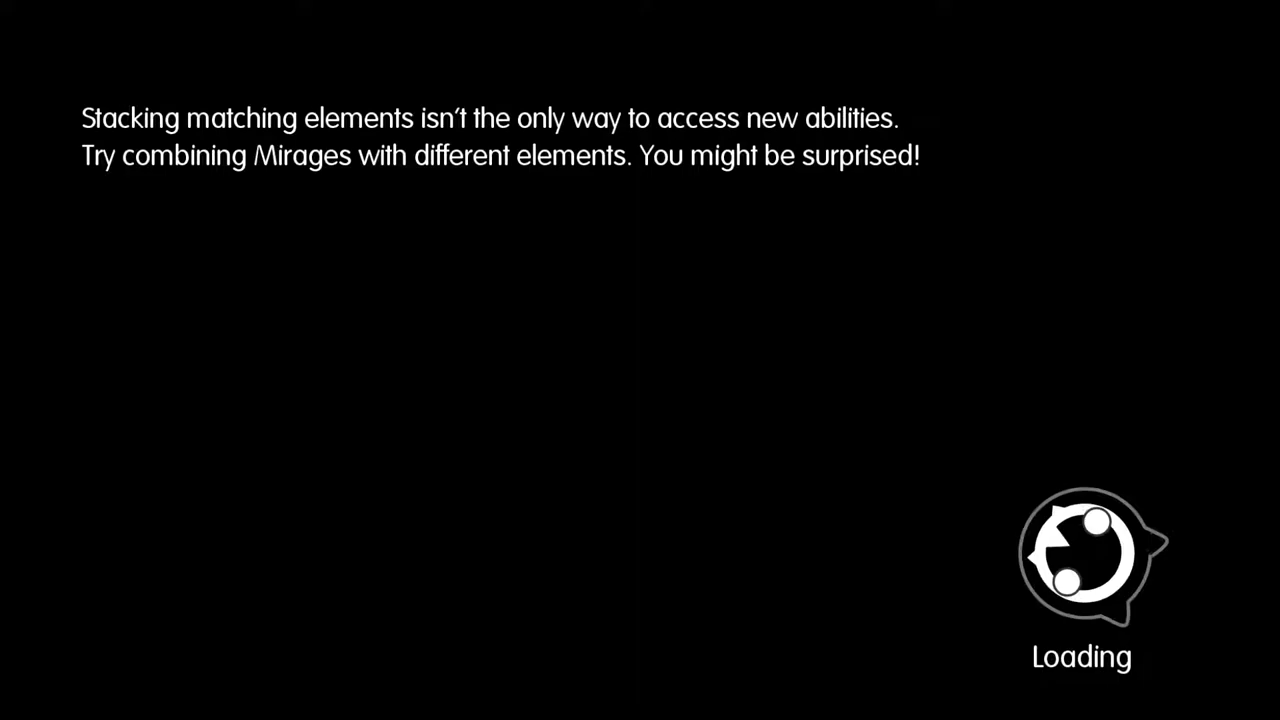 Stacking matching elements isn't the only way to access new abilities.
Try combining Mirages with different elements. You might be surprised!
Loading